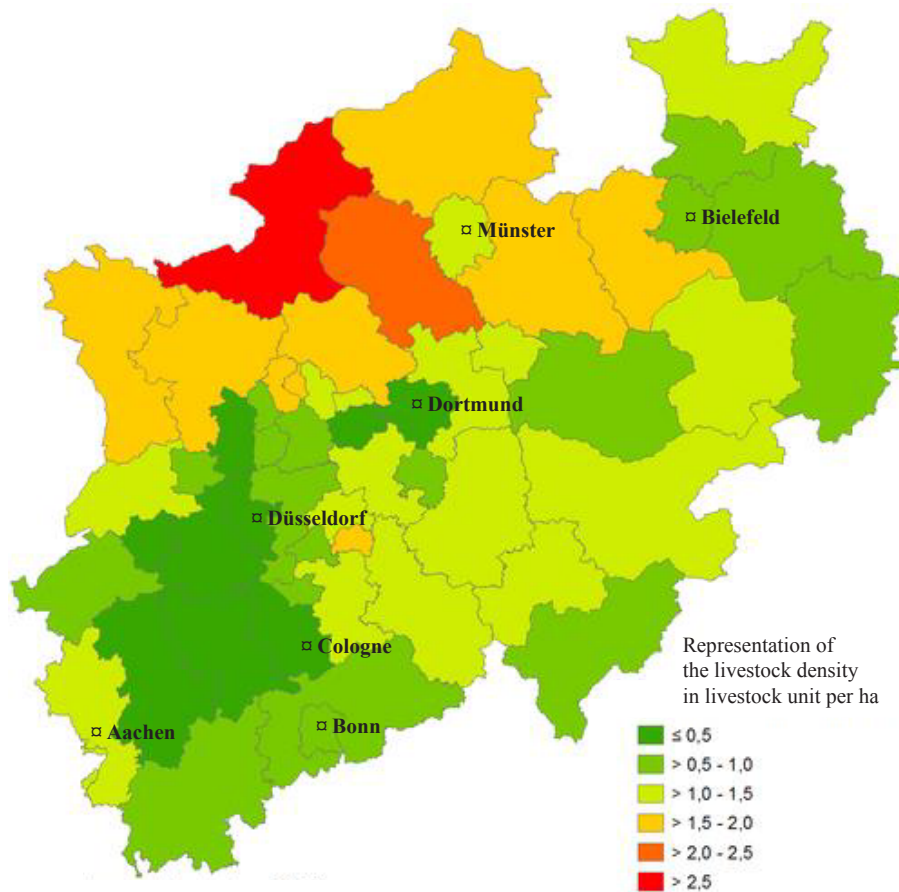 ¤ Münster
¤ Bielefeld
¤ Dortmund
¤ Düsseldorf
¤ Cologne
¤ Aachen
¤ Bonn
Representation of
the livestock density
in livestock unit per ha
≤ 0,5
> 0,5 - 1,0
> 1,0 - 1,5
> 1,5 - 2,0
> 2,0 - 2,5
> 2,5